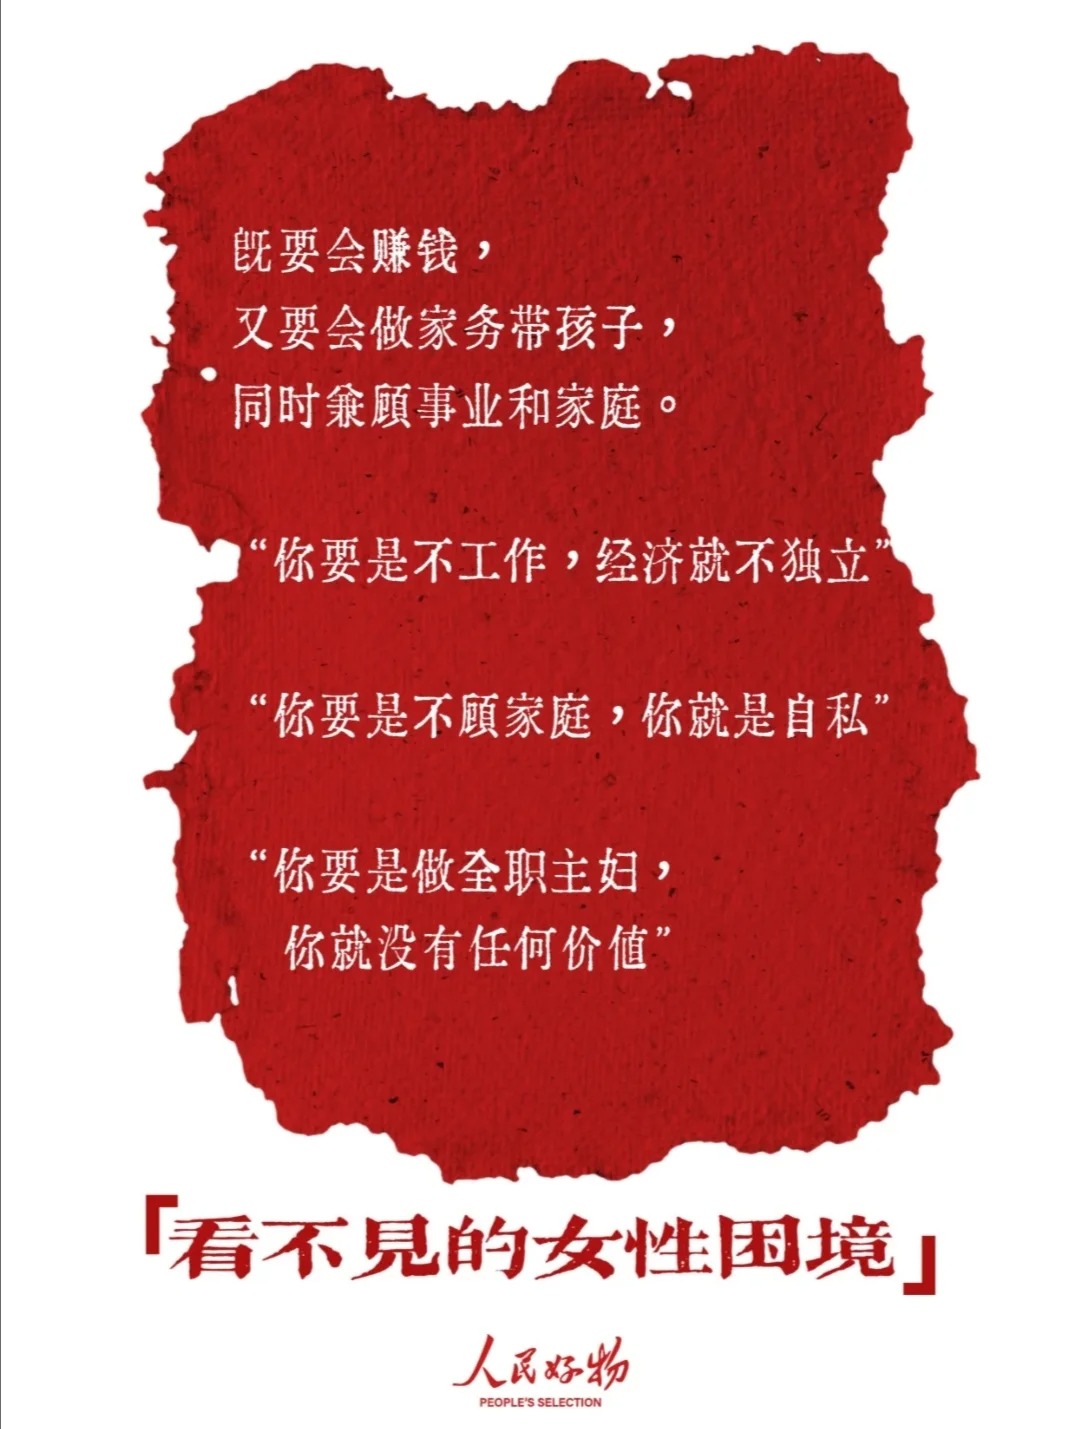 既要会赚钱，
又要会做家务带孩子，
同时兼顾事业和家庭。
“你要是不工作，经济就不独立”
“你要是不顾家庭，你就是自私”
“你要是做全职主妇，
你就没有任何价值”
「看不見的女性困境」
人民好物
PEOPLE'S SELECTION